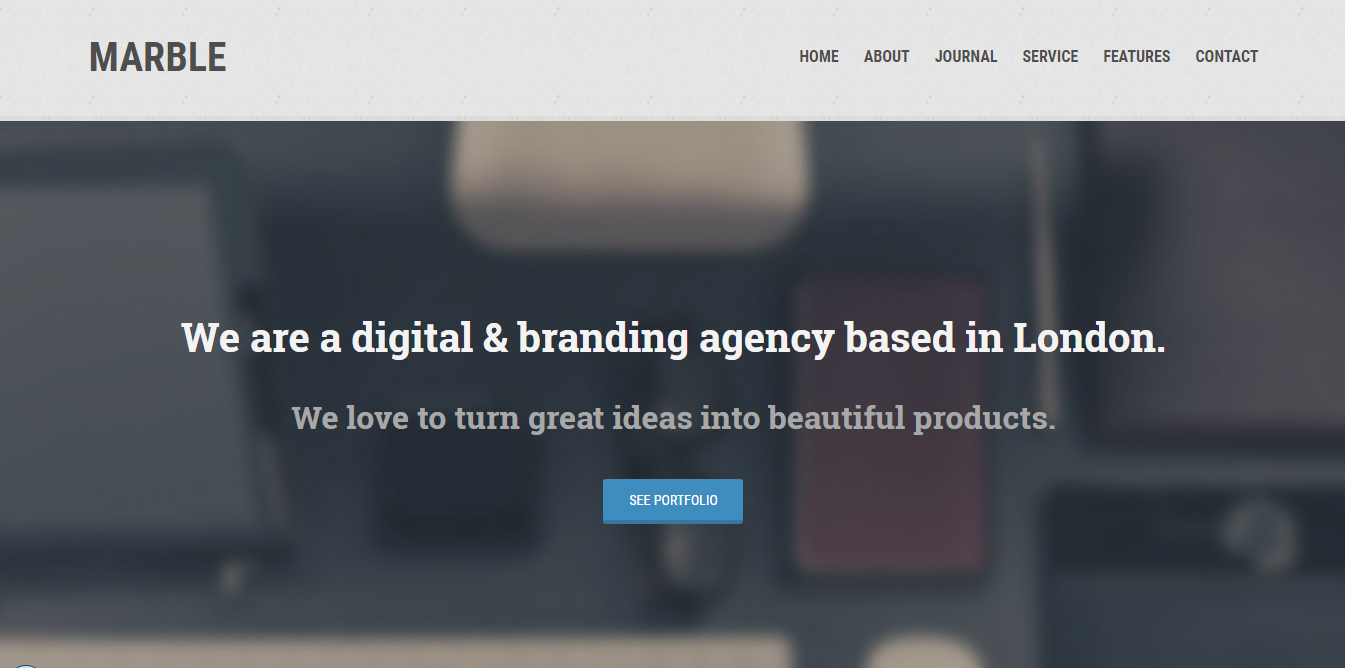 MARBLE
HOME ABOUT JOURNAL SERVICE FEATURES CONTACT
We are a digital & branding agency based in London.
We love to turn great ideas into beautiful products.
SEE PORTFOLIO